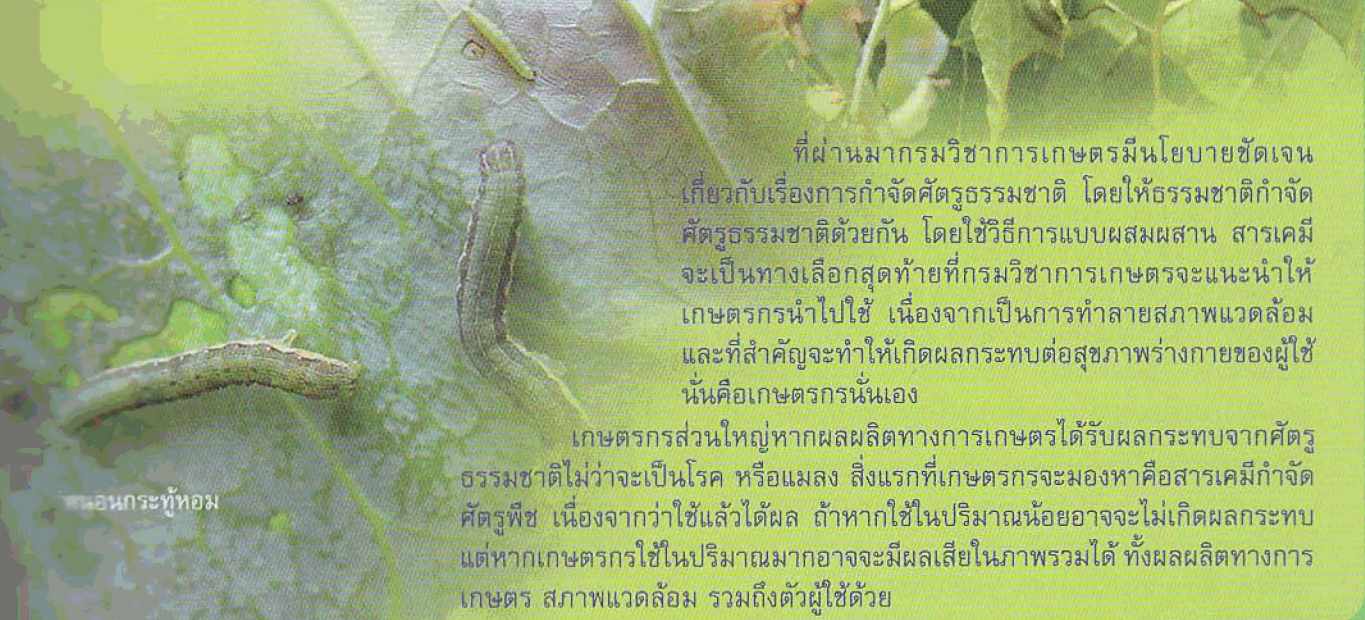 ที่ผ่านมากรมวิชาการเกษตรมีนโยบายชัดเจน
เกี่ยวกับเรื่องการกำจัดศัตรูธรรมชาติ โดยให้ธรรมชาติกำจัด
ศัตรูธรรมชาติด้วยกัน โดยใช้วิธีการแบบผสมผสาน สารเคมี
จะเป็นทางเลือกสุดท้ายที่กรมวิชาการเกษตรจะแนะนำให้
เกษตรกรนำไปใช้ เนื่องจากเป็นการทำลายสภาพแวดล้อม
และที่สำคัญจะทำให้เกิดผลกระทบต่อสุขภาพร่างกายของผู้ใช้
นั่นคือเกษตรกรนั่นเอง
เกษตรกรส่วนใหญ่หากผลผลิตทางการเกษตรได้รับผลกระทบจากศัตรู
ธรรมชาติไม่ว่าจะเป็นโรค หรือแมลง สิ่งแรกที่เกษตรกรจะมองหาคือสารเคมีกำจัด
ศัตรูพืช เนื่องจากว่าใช้แล้วได้ผล ถ้าหากใช้ในปริมาณน้อยอาจจะไม่เกิดผลกระทบ
แต่หากเกษตรกรใช้ในปริมาณมากอาจจะมีผลเสียในภาพรวมได้ ทั้งผลผลิตทางการ
เกษตร สภาพแวดล้อม รวมถึงตัวผู้ใช้ด้วย
หนอนกระทู้หอม